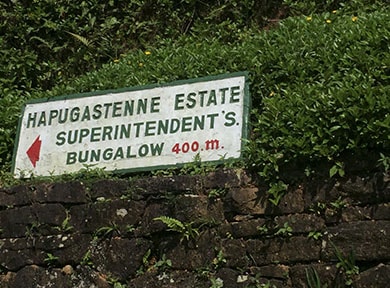 HAPUGASTENNE ESTATE
SUPERINTENDENT'S.
BUNGALOW 400.m.